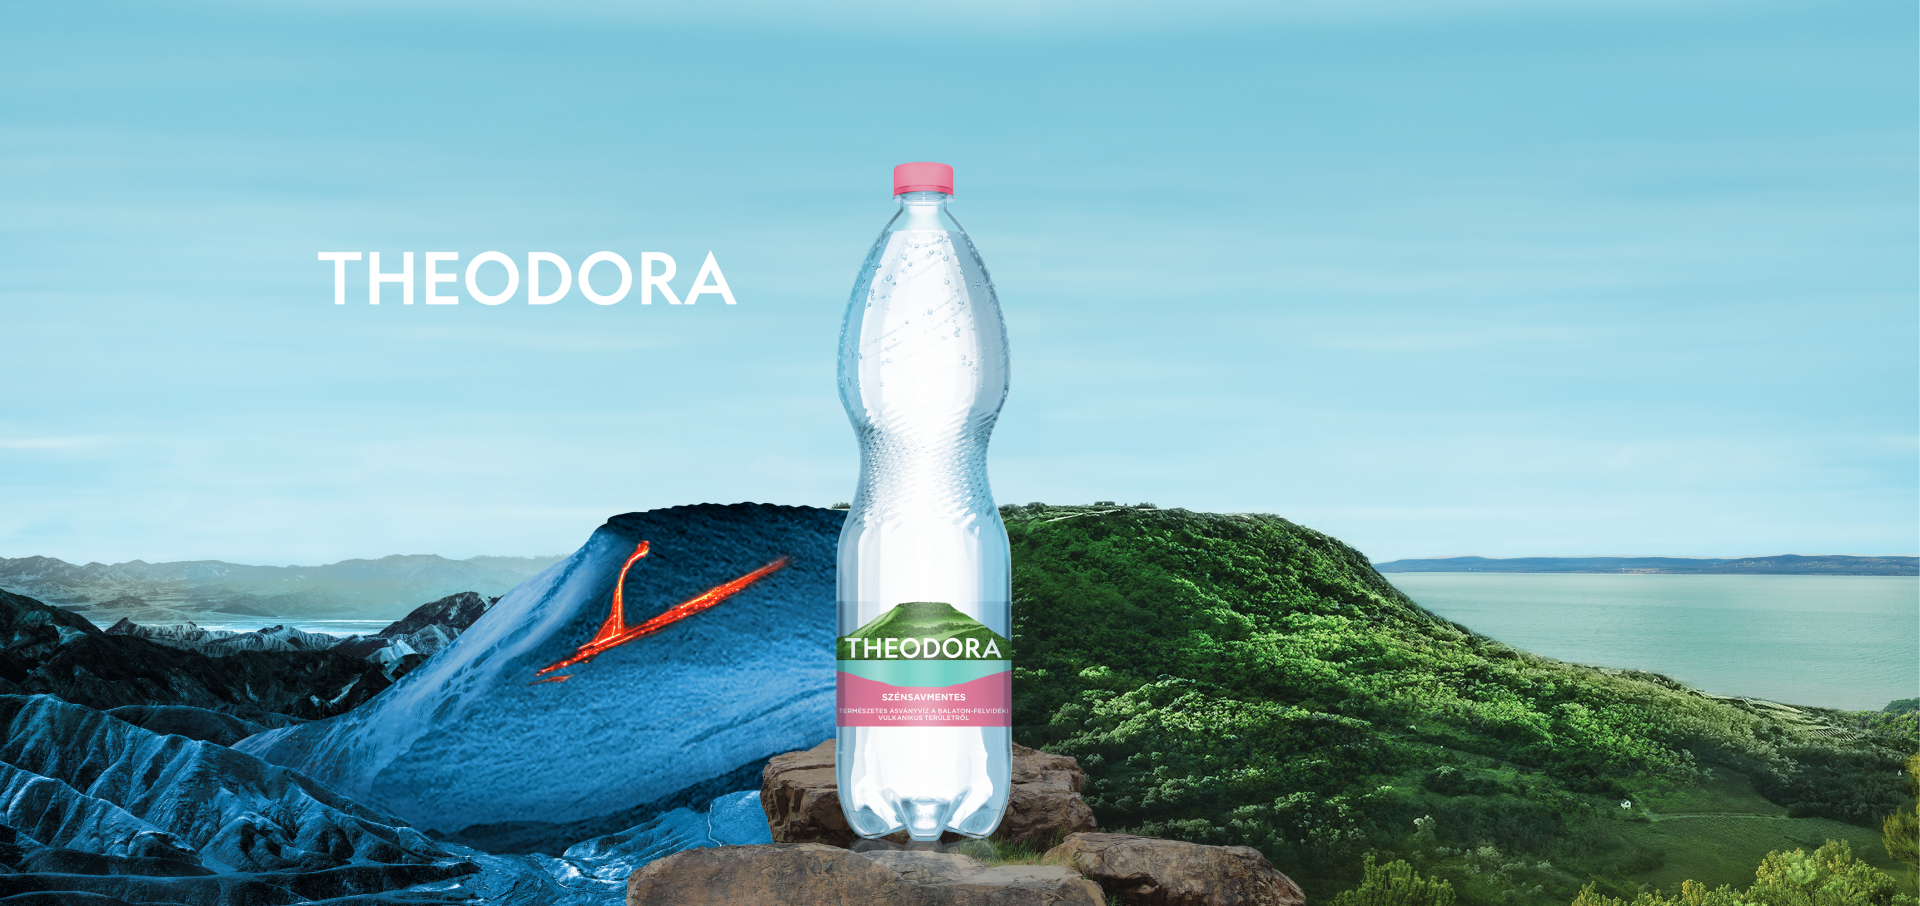 THEODORA
THEODORA
SZÉNSAVMENTES
TERMÉSZETES ÁSVÁNYVÍZ A BALATON-FELVIDÉKI
VULKANIKUS TERÜLETRŐL